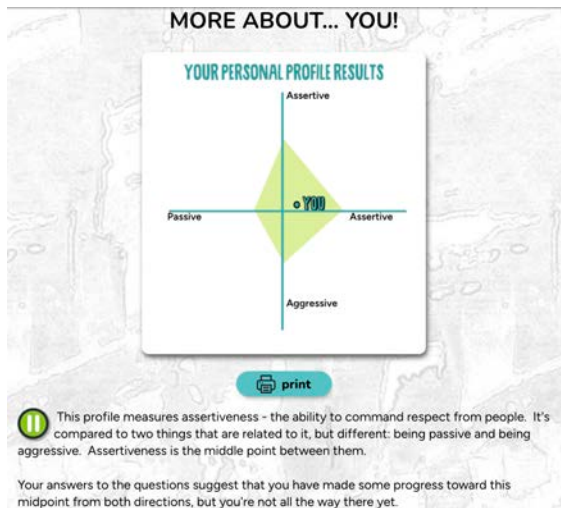 MORE ABOUT... YOU!
YOUR PERSONAL PROFILE RESULTS
Assertive
YOU
Passive
Assertive
Aggressive
print
This profile measures assertiveness - the ability to command respect from people. It's
compared to two things that are related to it, but different: being passive and being
aggressive. Assertiveness is the middle point between them.
Your answers to the questions suggest that you have made some progress toward this
midpoint from both directions, but you're not all the way there yet.